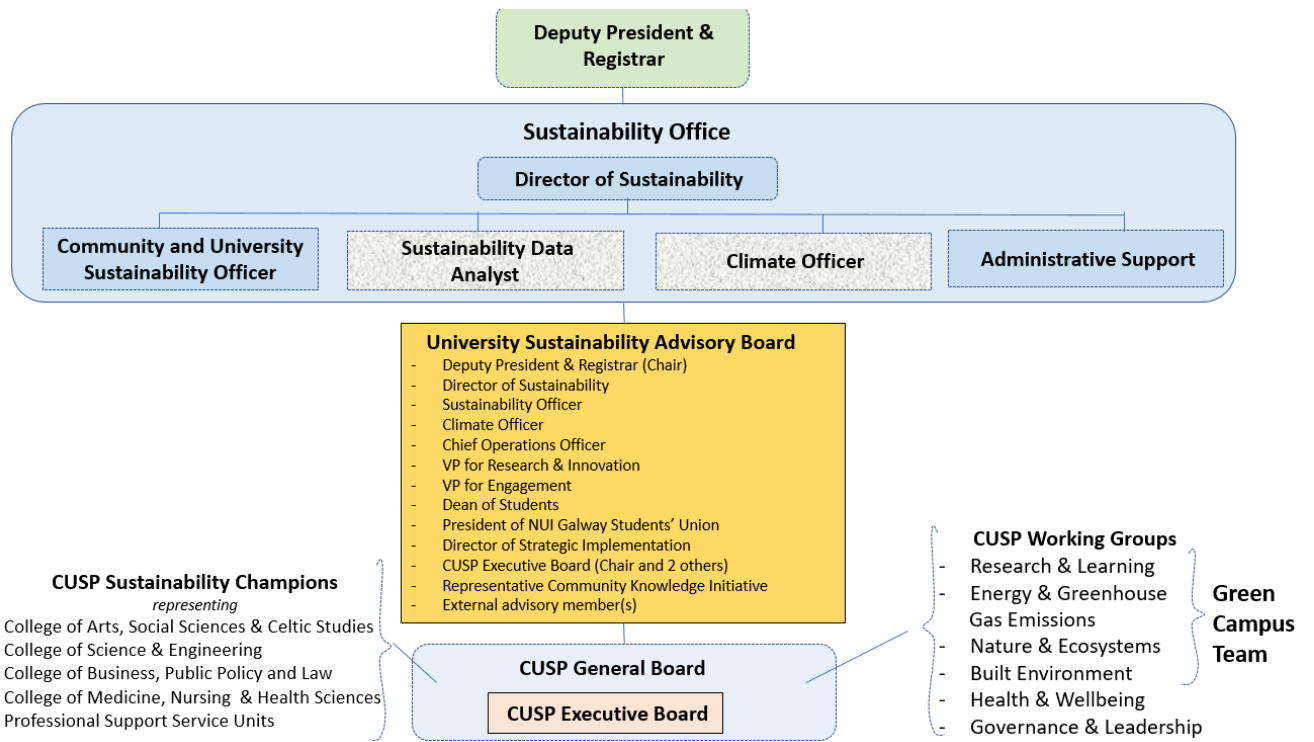 Deputy President &
Registrar
Sustainability Office
Director of Sustainability
Community and University
Sustainability Officer
Sustainability Data
Analyst
Climate Officer
Administrative Support
University Sustainability Advisory Board
- Deputy President & Registrar (Chair)
- Director of Sustainability
- Sustainability Officer
- Climate Officer
- Chief Operations Officer
- VP for Research & Innovation
- VP for Engagement
- Dean of Students
- President of NUI Galway Students’ Union
- Director of Strategic Implementation
- CUSP Executive Board (Chair and 2 others)
- Representative Community Knowledge Initiative
- External advisory member(s)
CUSP Sustainability Champions
representing
College of Arts, Social Sciences & Celtic Studies
College of Science & Engineering
College of Business, Public Policy and Law
College of Medicine, Nursing & Health Sciences
Professional Support Service Units
CUSP General Board
CUSP Executive Board
CUSP Working Groups
- Research & Learning
- Energy & Greenhouse
Gas Emissions
- Nature & Ecosystems
- Built Environment
- Health & Wellbeing
- Governance & Leadership
Green
Campus
Team